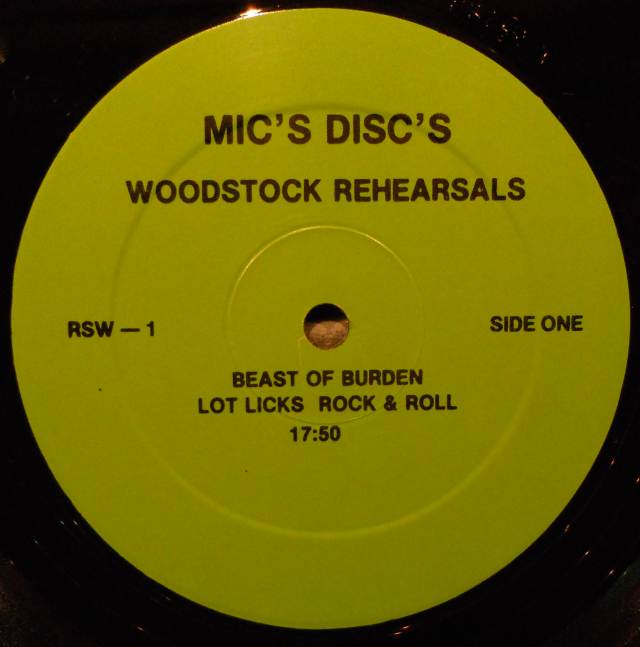 MIC'S DISC'S
WOODSTOCK REHEARSALS
RSW — 1
SIDE ONE
BEAST OF BURDEN
LOT LICKS ROCK & ROLL
17:50